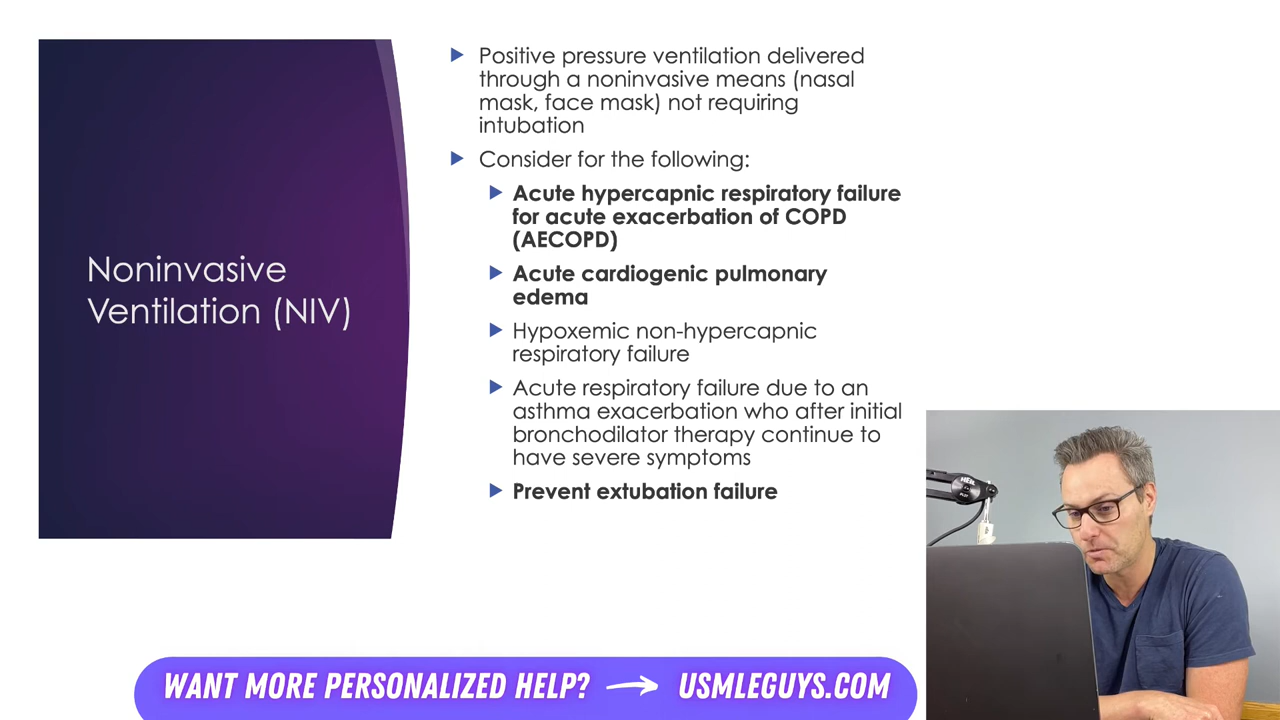 Noninvasive
Ventilation (NIV)
Positive pressure ventilation delivered
through a noninvasive means (nasal
mask, face mask) not requiring
intubation
Consider for the following:
Acute hypercapnic respiratory failure
for acute exacerbation of COPD
(AECOPD)
Acute cardiogenic pulmonary
edema
Hypoxemic non-hypercapnic
respiratory failure
Acute respiratory failure due to an
asthma exacerbation who after initial
bronchodilator therapy continue to
have severe symptoms
Prevent extubation failure
HEIL
WANT MORE PERSONALIZED HELP? → USMLEGUYS.COM